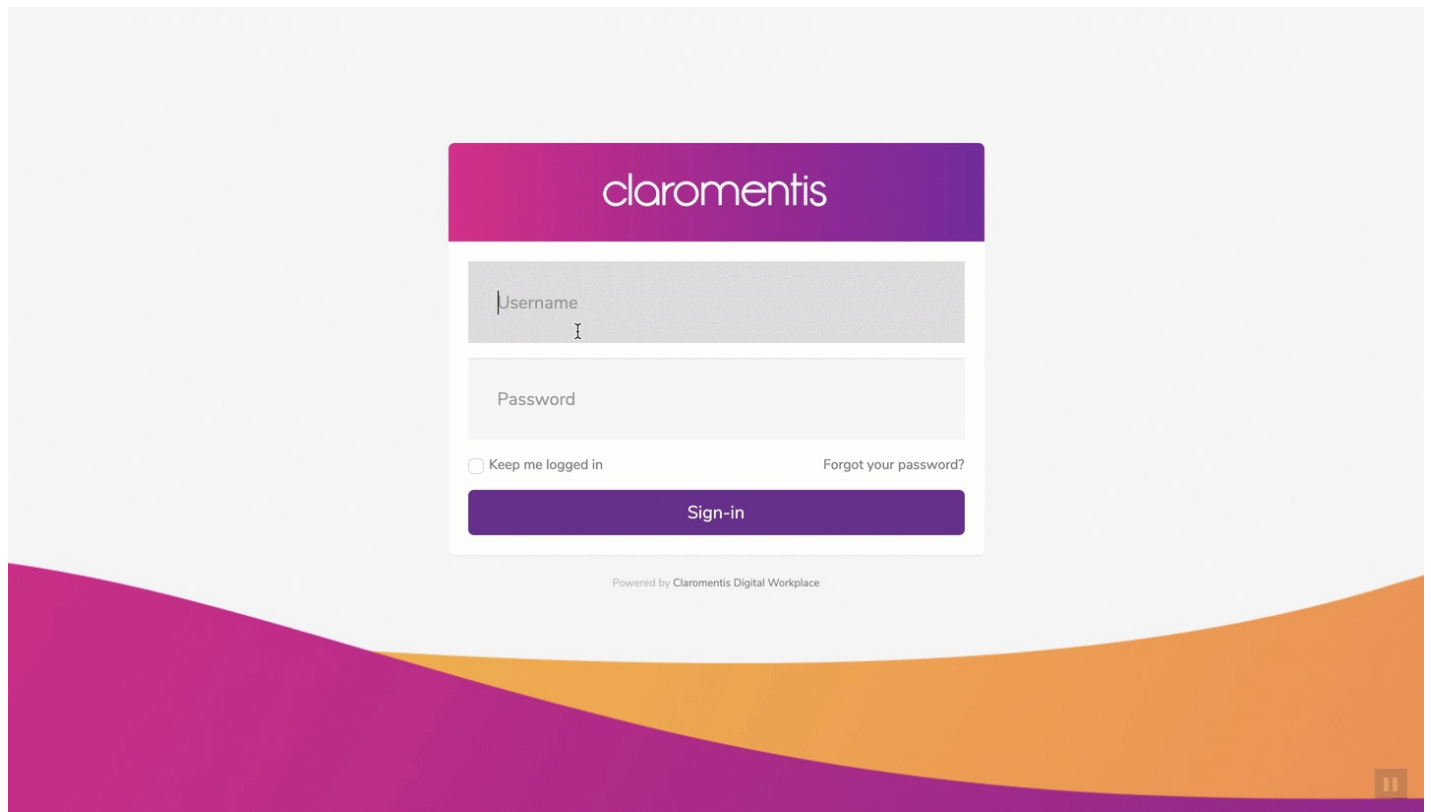 claromentis
Username
Password
Keep me logged in Forgot your password?
Sign-in
Powered by Claromentis Digital Workplace